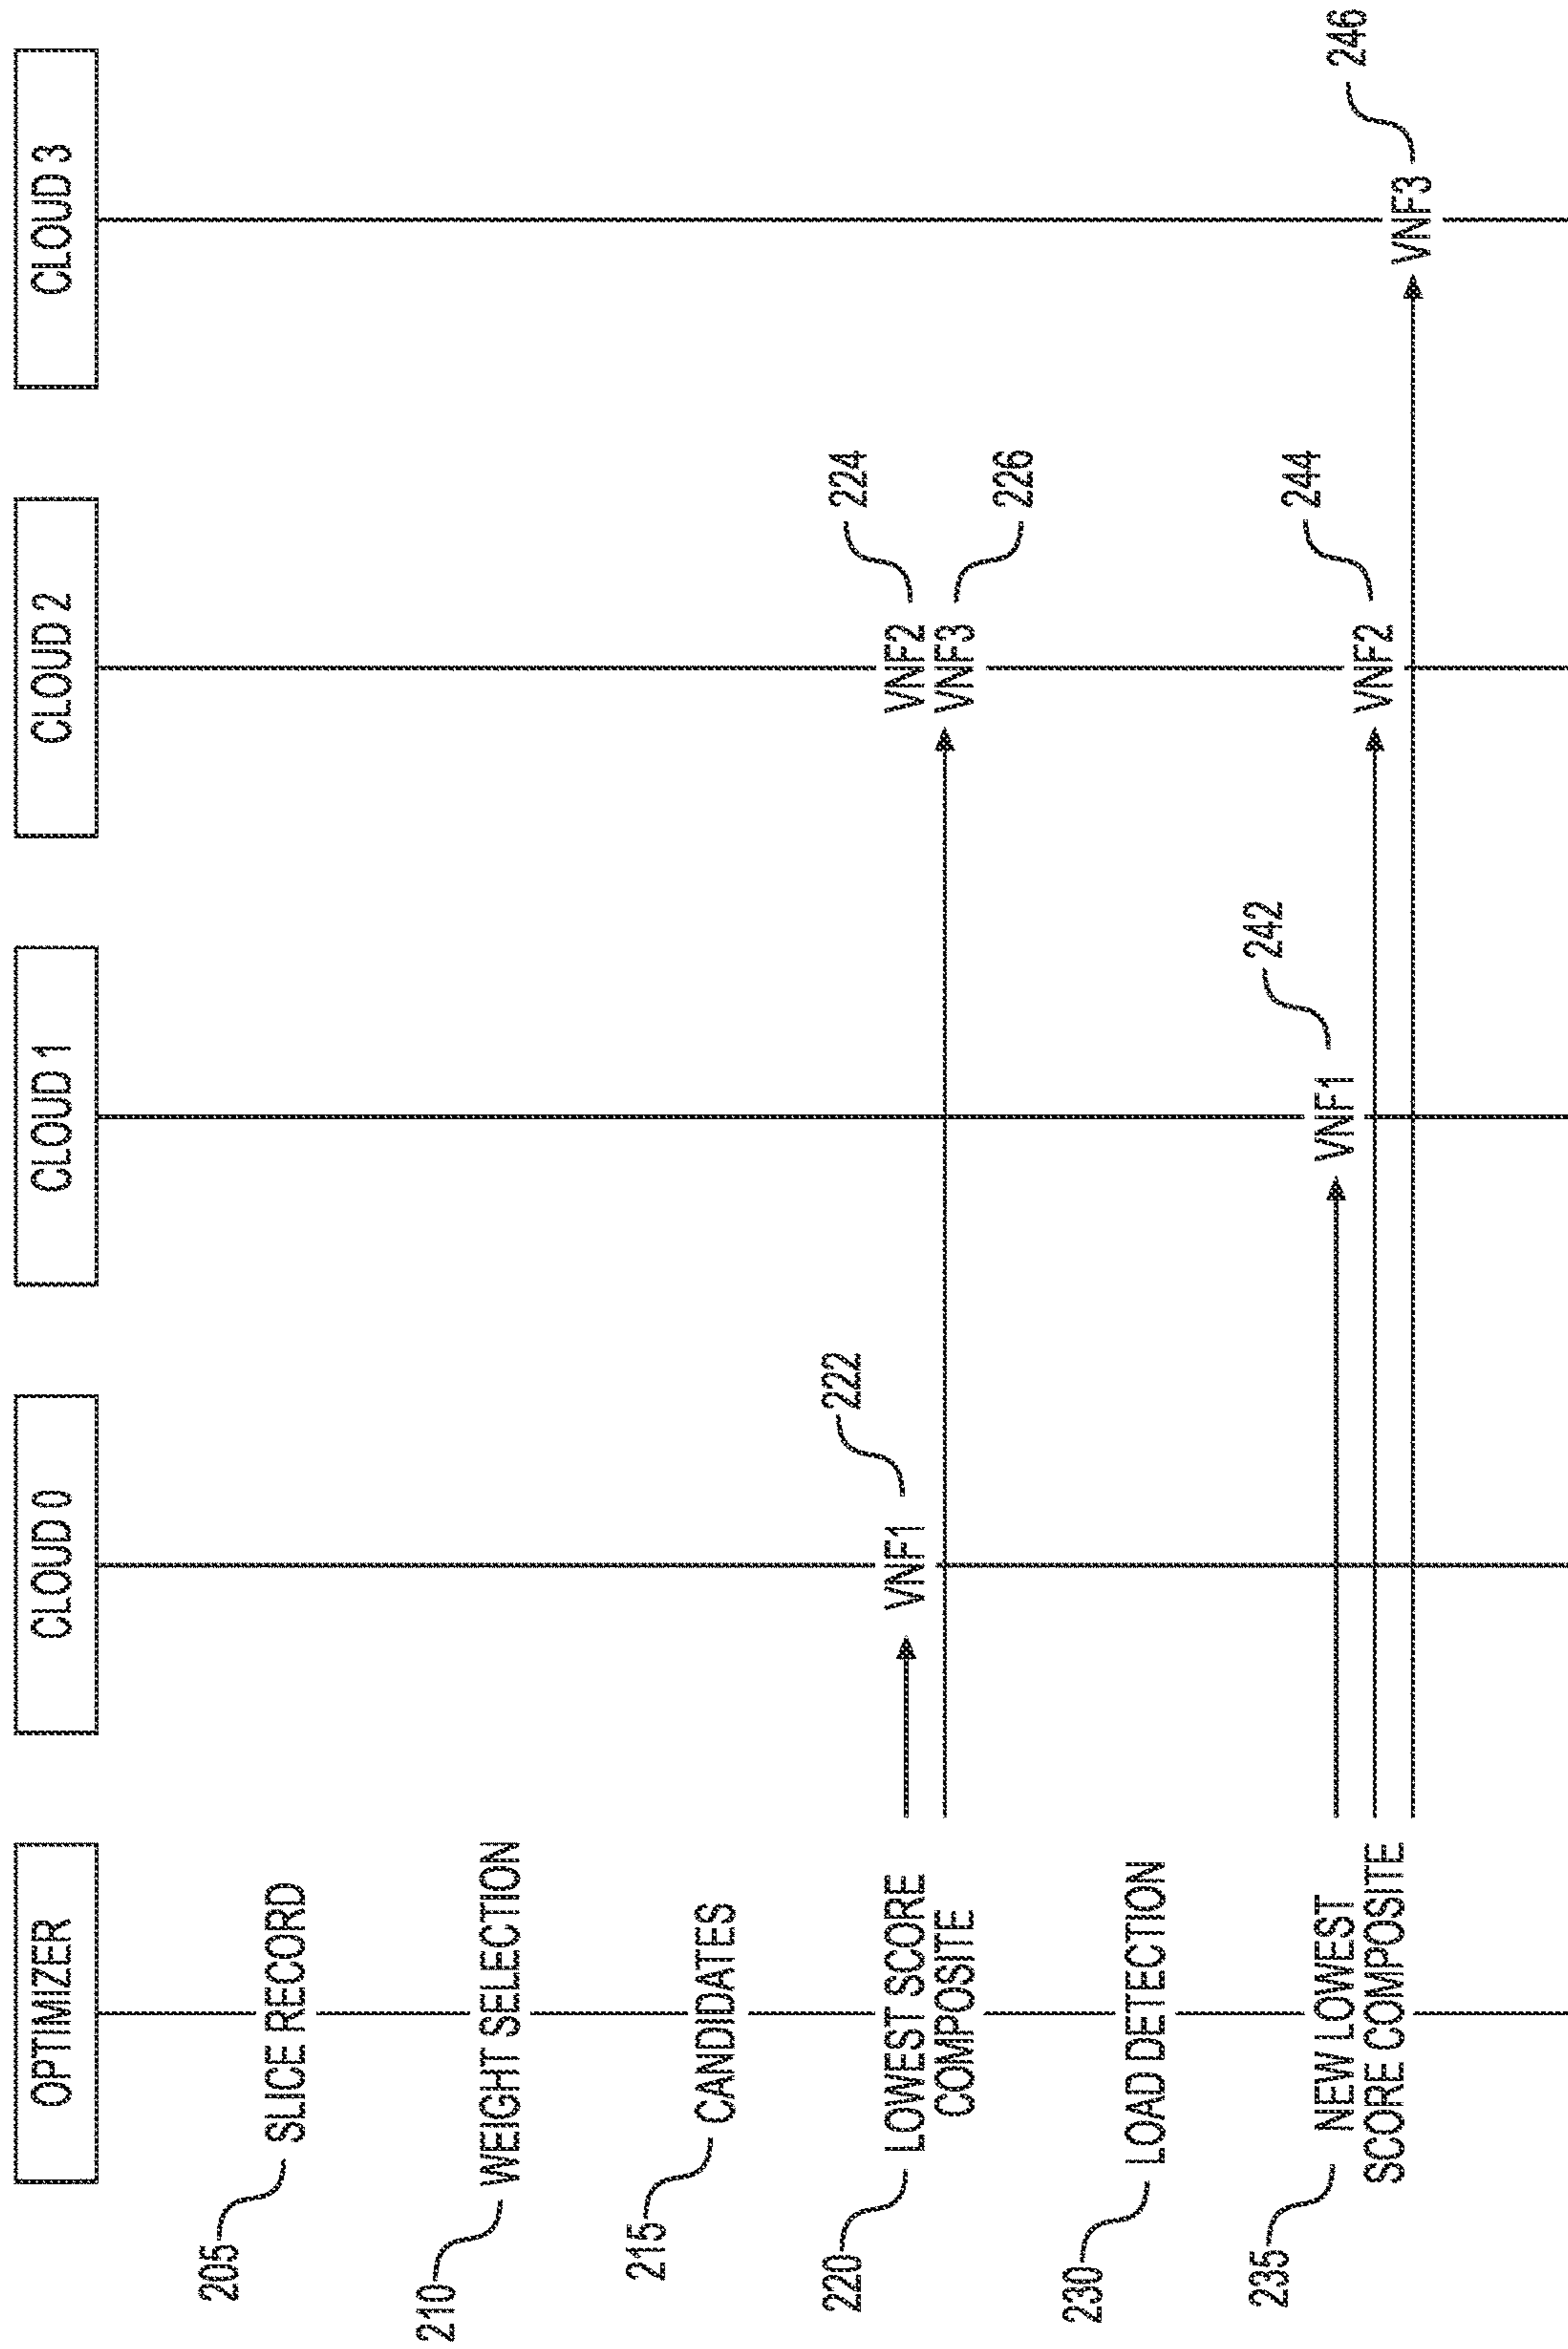 OPTIMIZER
CLOUD 0
CLOUD 1
CLOUD 2
CLOUD 3
205
SLICE RECORD
210
WEIGHT SELECTION
215
CANDIDATES
220
LOWEST SCORE
COMPOSITE
VNF1
222
VNF2
VNF3
224
226
230
LOAD DETECTION
235
NEW LOWEST
SCORE COMPOSITE
VNF1
242
VNF2
244
VNF3
246